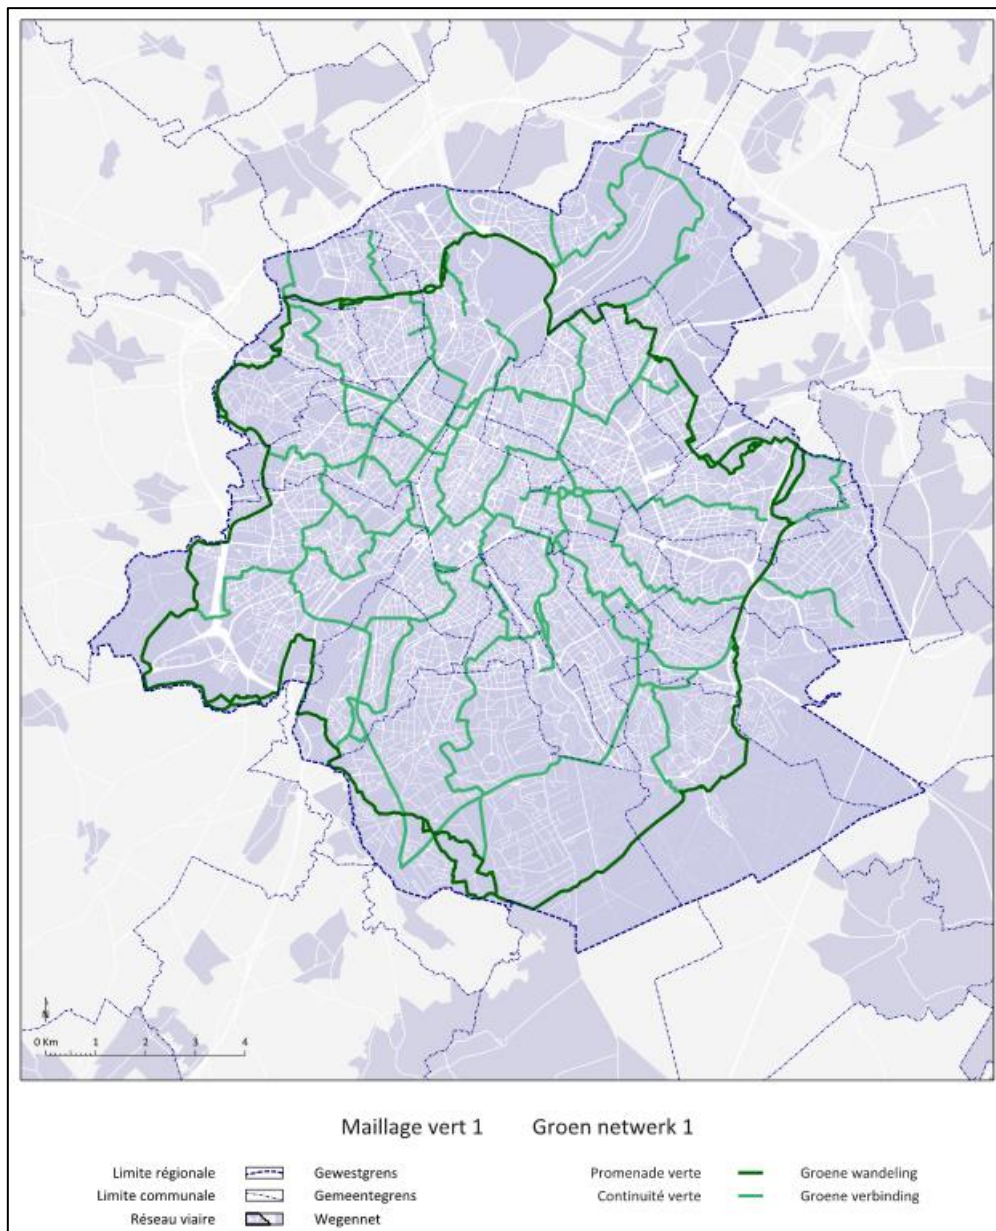 N
0 Km 1 2 3 4
Maillage vert 1 Groen netwerk 1
Limite régionale Gewestgrens Promenade verte Groene wandeling
Limite communale Gemeentegrens Continuité verte Groene verbinding
Réseau viaire Wegennet